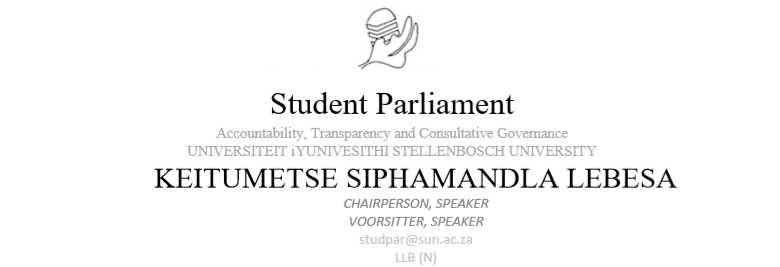 Student Parliament
Accountability, Transparency and Consultative Governance
UNIVERSITEIT iYUNIVESITHI STELLENBOSCH UNIVERSITY
KEITUMETSE SIPHAMANDLA LEBESA
CHAIRPERSON, SPEAKER
VOORSITTER, SPEAKER
studpar@sun.ac.za
LLB (N)